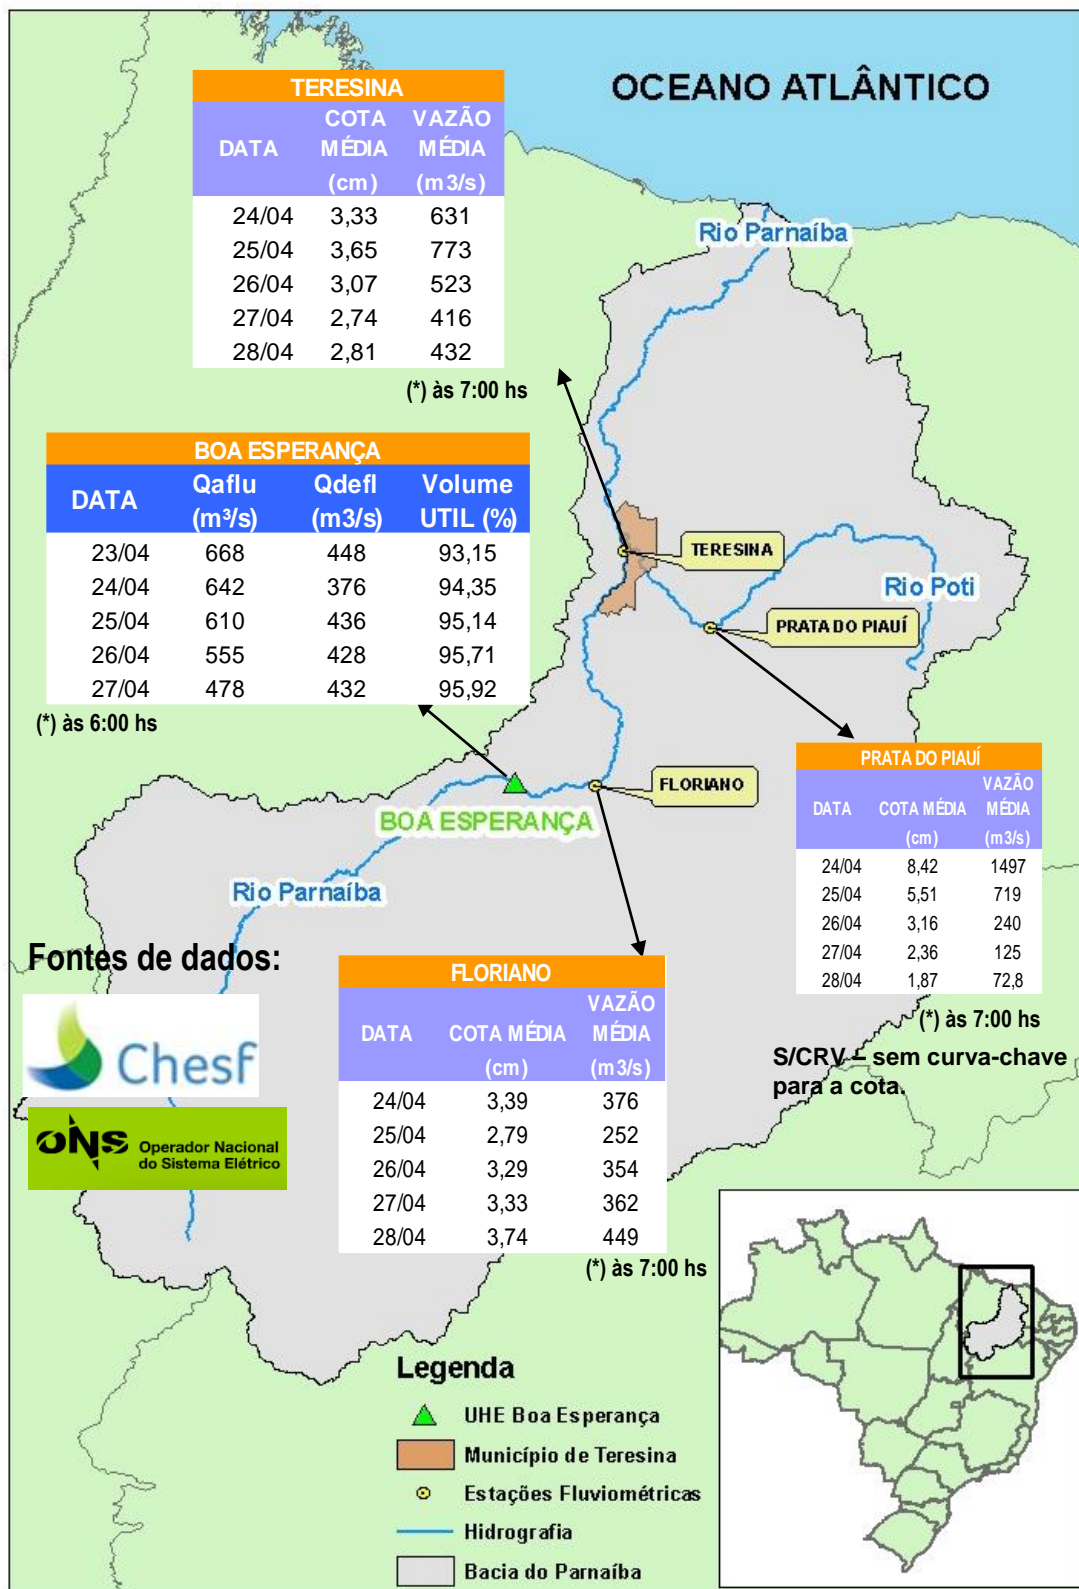 OCEANO ATLÂNTICO
TERESINA
DATA COTA MÉDIA (cm) VAZÃO MÉDIA (m3/s)
24/04 3,33 631
25/04 3,65 773
26/04 3,07 523
27/04 2,74 416
28/04 2,81 432
(*) às 7:00 hs
Rio Parnaíba
BOA ESPERANÇA
DATA Qaflu (m³/s) Qdefl (m3/s) Volume UTIL (%)
23/04 668 448 93,15
24/04 642 376 94,35
25/04 610 436 95,14
26/04 555 428 95,71
27/04 478 432 95,92
(*) às 6:00 hs
TERESINA
Rio Poti
PRATA DO PIAUÍ
FLORIANO
BOA ESPERANÇA
Rio Parnaíba
PRATA DO PIAUÍ
DATA COTA MÉDIA (cm) VAZÃO MÉDIA (m3/s)
24/04 8,42 1497
25/04 5,51 719
26/04 3,16 240
27/04 2,36 125
28/04 1,87 72,8
(*) às 7:00 hs
S/CRV – sem curva-chave
para a cota.
Fontes de dados:
Chesf
ONS Operador Nacional
do Sistema Elétrico
FLORIANO
DATA COTA MÉDIA (cm) VAZÃO MÉDIA (m3/s)
24/04 3,39 376
25/04 2,79 252
26/04 3,29 354
27/04 3,33 362
28/04 3,74 449
(*) às 7:00 hs
Legenda
UHE Boa Esperança
Município de Teresina
Estações Fluviométricas
Hidrografia
Bacia do Parnaíba